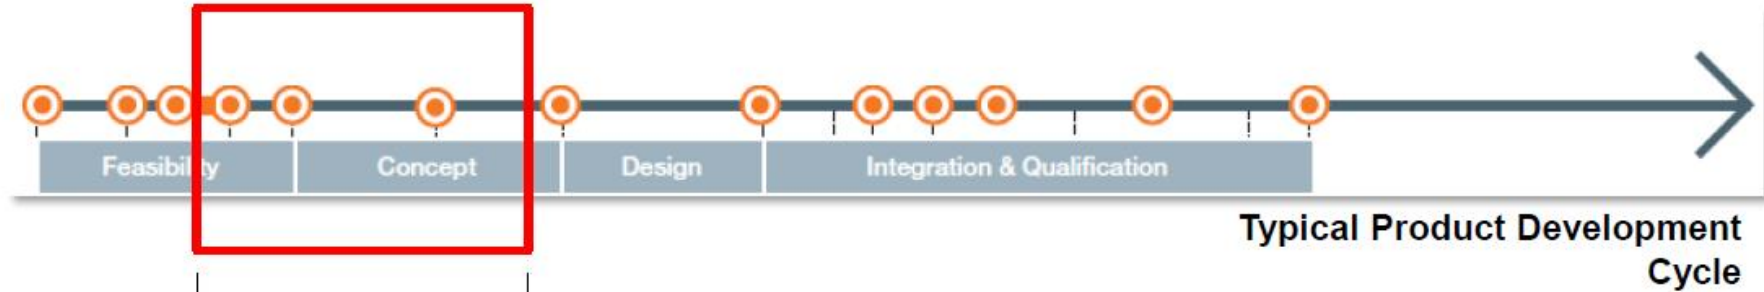 Feasibility
Concept
Design
Integration & Qualification
Typical Product Development
Cycle